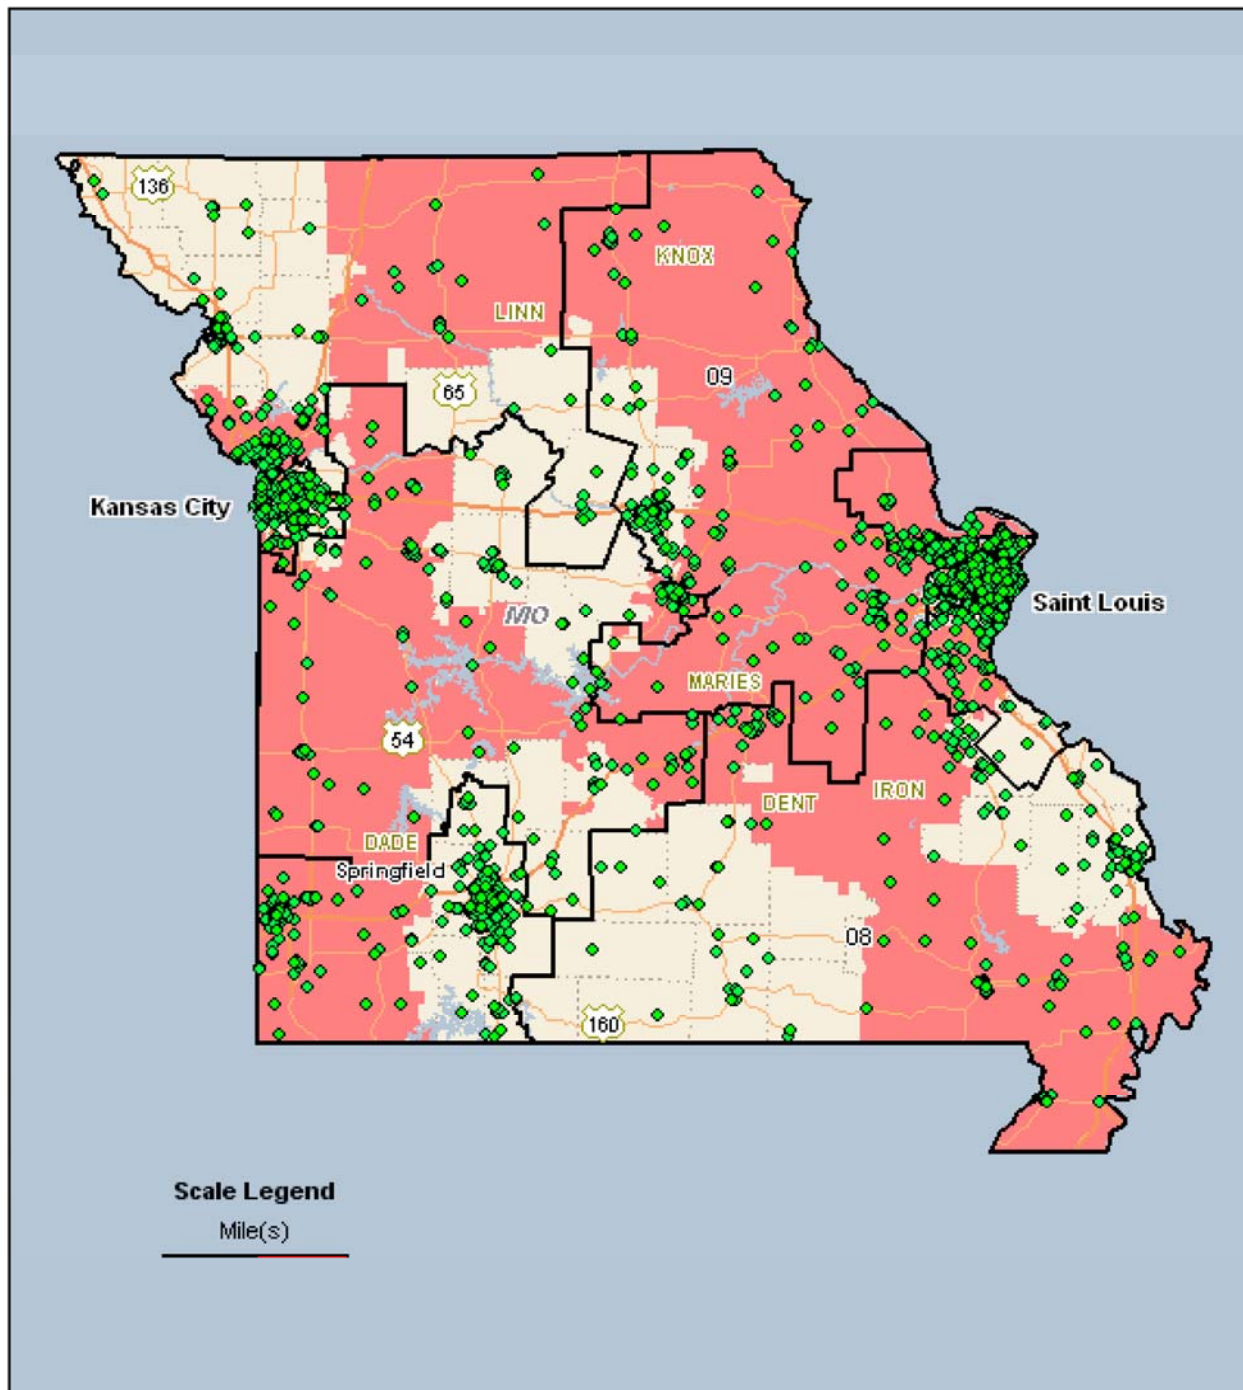 136
KNOX
LINN
09
65
Kansas City
Saint Louis
MO
MARIES
54
IRON
DENT
DADE
Springfield
08
160
Scale Legend
Mile(s)